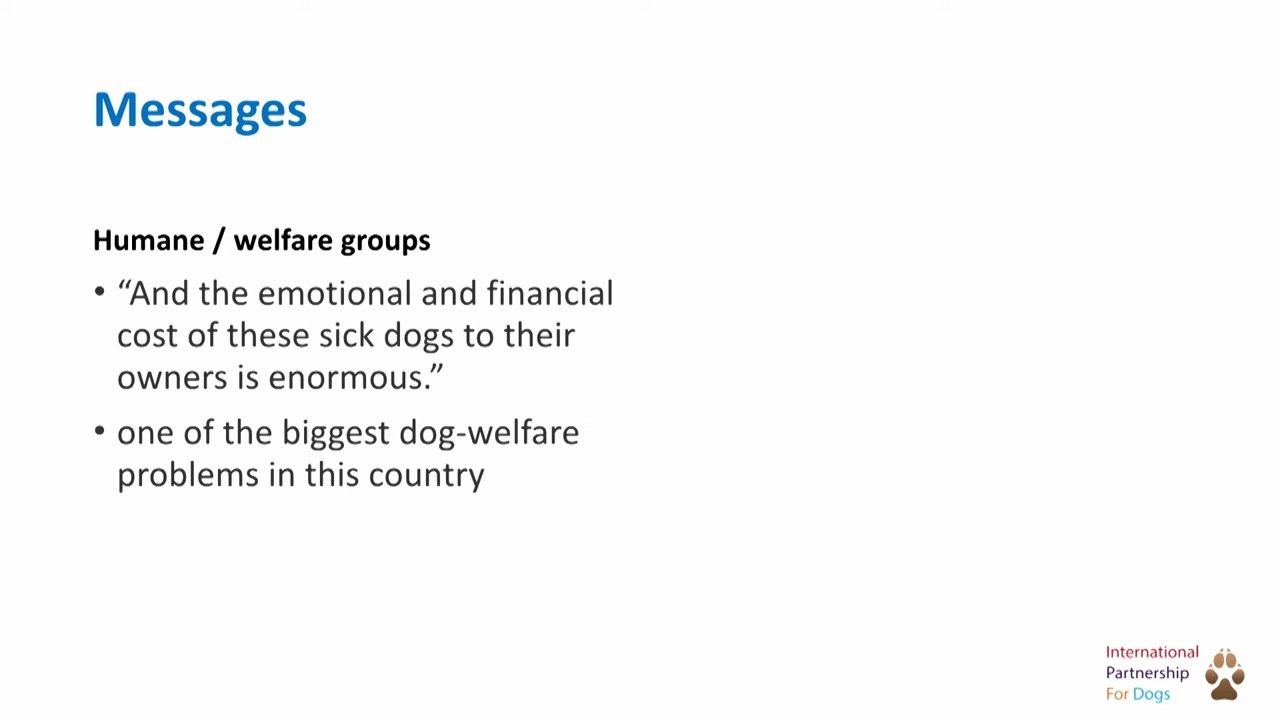 Messages
Humane / welfare groups
• “And the emotional and financial
cost of these sick dogs to their
owners is enormous.”
• one of the biggest dog-welfare
problems in this country
International
Partnership
For Dogs